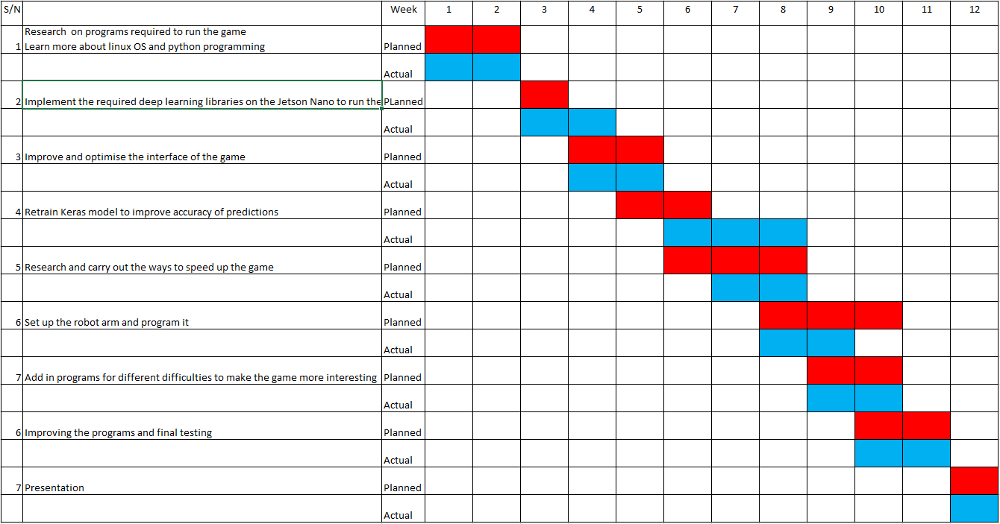 S/N Week 1 2 3 4 5 6 7 8 9 10 11 12
Research on programs required to run the game
1 Learn more about linux OS and python programming Planned
Actual
2 Implement the required deep learning libraries on the Jetson Nano to run the PLanned
Actual
3 Improve and optimise the interface of the game Planned
Actual
4 Retrain Keras model to improve accuracy of predictions Planned
Actual
5 Research and carry out the ways to speed up the game Planned
Actual
6 Set up the robot arm and program it Planned
Actual
7 Add in programs for different difficulties to make the game more interesting Planned
Actual
6 Improving the programs and final testing Planned
Actual
7 Presentation Planned
Actual